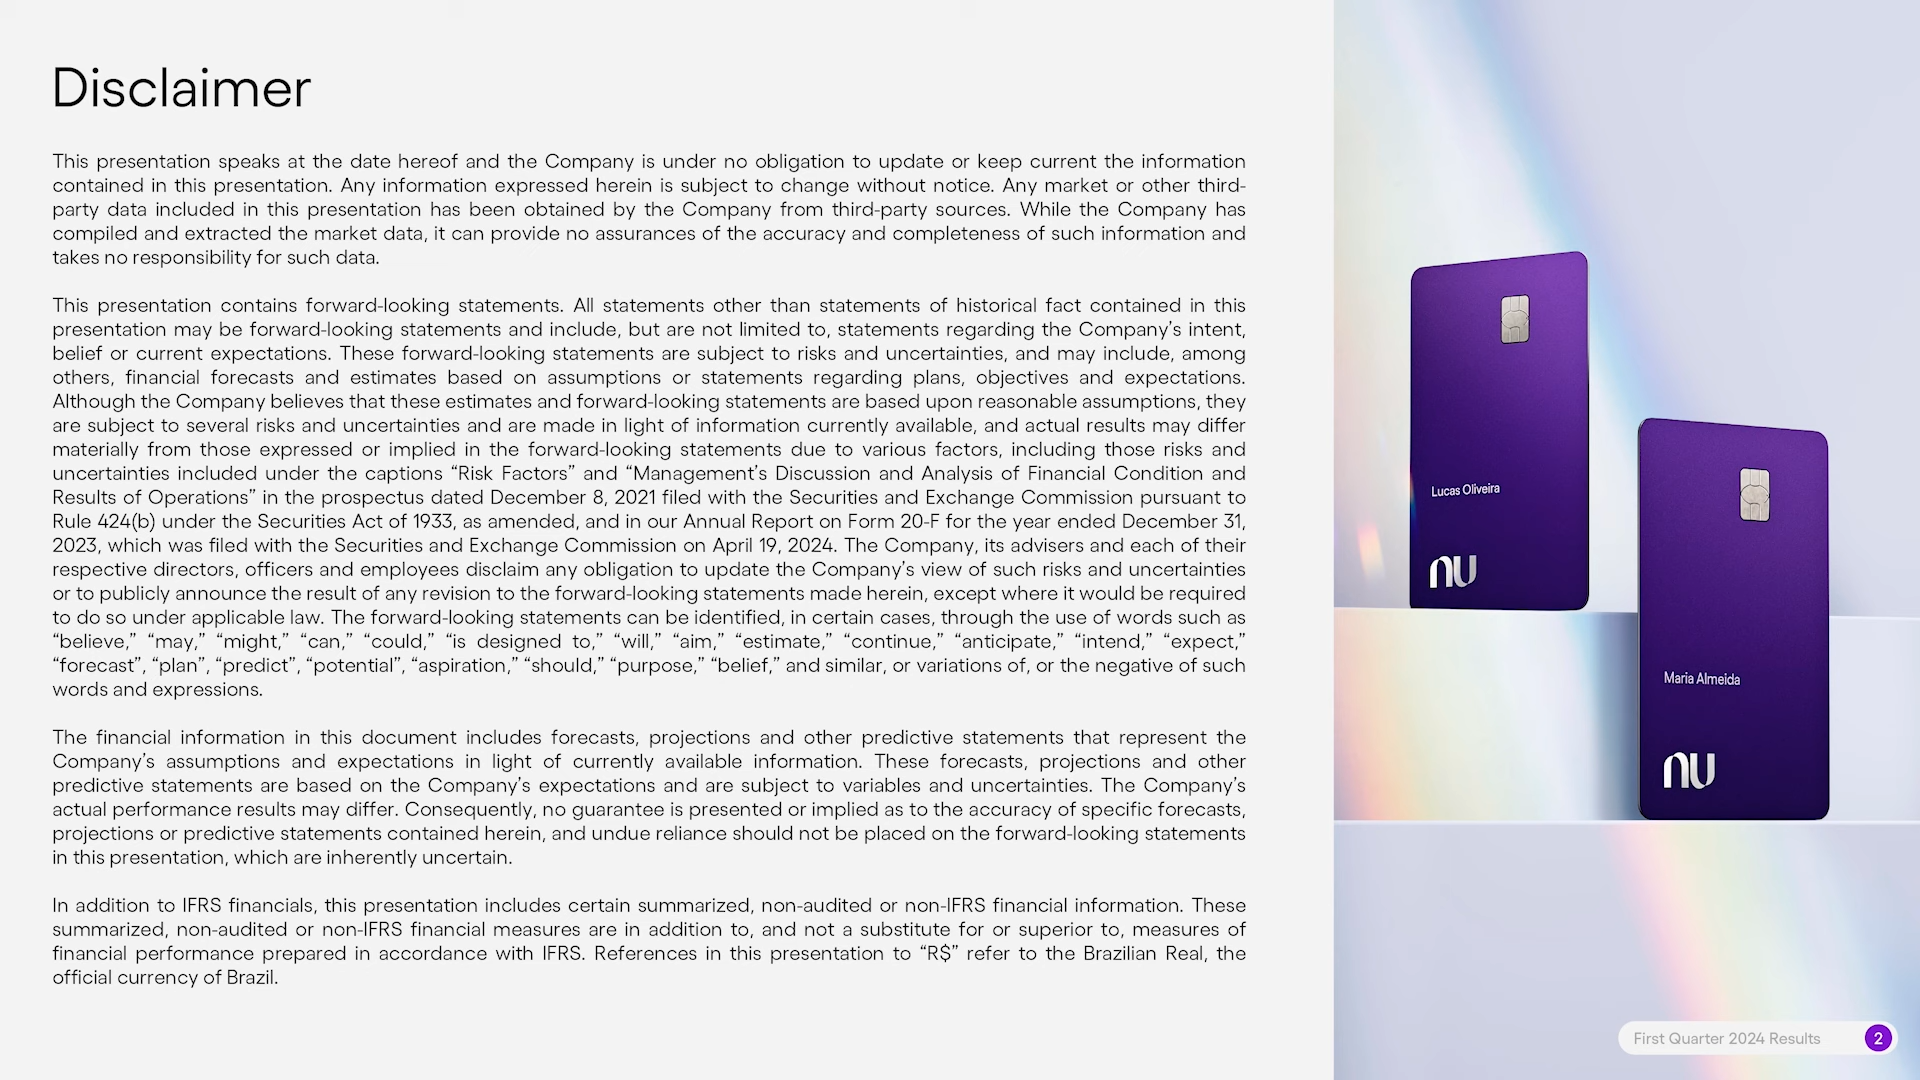 Disclaimer
This presentation speaks at the date hereof and the Company is under no obligation to update or keep current the information
contained in this presentation. Any information expressed herein is subject to change without notice. Any market or other third-
party data included in this presentation has been obtained by the Company from third-party sources. While the Company has
compiled and extracted the market data, it can provide no assurances of the accuracy and completeness of such information and
takes no responsibility for such data.
This presentation contains forward-looking statements. All statements other than statements of historical fact contained in this
presentation may be forward-looking statements and include, but are not limited to, statements regarding the Company’s intent,
belief or current expectations. These forward-looking statements are subject to risks and uncertainties, and may include, among
others, financial forecasts and estimates based on assumptions or statements regarding plans, objectives and expectations.
Although the Company believes that these estimates and forward-looking statements are based upon reasonable assumptions, they
are subject to several risks and uncertainties and are made in light of information currently available, and actual results may differ
materially from those expressed or implied in the forward-looking statements due to various factors, including those risks and
uncertainties included under the captions “Risk Factors” and “Management’s Discussion and Analysis of Financial Condition and
Results of Operations” in the prospectus dated December 8, 2021 filed with the Securities and Exchange Commission pursuant to
Rule 424(b) under the Securities Act of 1933, as amended, and in our Annual Report on Form 20-F for the year ended December 31,
2023, which was filed with the Securities and Exchange Commission on April 19, 2024. The Company, its advisers and each of their
respective directors, officers and employees disclaim any obligation to update the Company’s view of such risks and uncertainties
or to publicly announce the result of any revision to the forward-looking statements made herein, except where it would be required
to do so under applicable law. The forward-looking statements can be identified, in certain cases, through the use of words such as
“believe,” “may,” “might,” “can,” “could,” “is designed to,” “will,” “aim,” “estimate,” “continue,” “anticipate,” “intend,” “expect,”
“forecast”, “plan”, “predict”, “potential”, “aspiration,” “should,” “purpose,” “belief,” and similar, or variations of, or the negative of such
words and expressions.
The financial information in this document includes forecasts, projections and other predictive statements that represent the
Company’s assumptions and expectations in light of currently available information. These forecasts, projections and other
predictive statements are based on the Company’s expectations and are subject to variables and uncertainties. The Company’s
actual performance results may differ. Consequently, no guarantee is presented or implied as to the accuracy of specific forecasts,
projections or predictive statements contained herein, and undue reliance should not be placed on the forward-looking statements
in this presentation, which are inherently uncertain.
In addition to IFRS financials, this presentation includes certain summarized, non-audited or non-IFRS financial information. These
summarized, non-audited or non-IFRS financial measures are in addition to, and not a substitute for or superior to, measures of
financial performance prepared in accordance with IFRS. References in this presentation to “R$” refer to the Brazilian Real, the
official currency of Brazil.
Lucas Oliveira
nu
Maria Almeida
nu
First Quarter 2024 Results 2